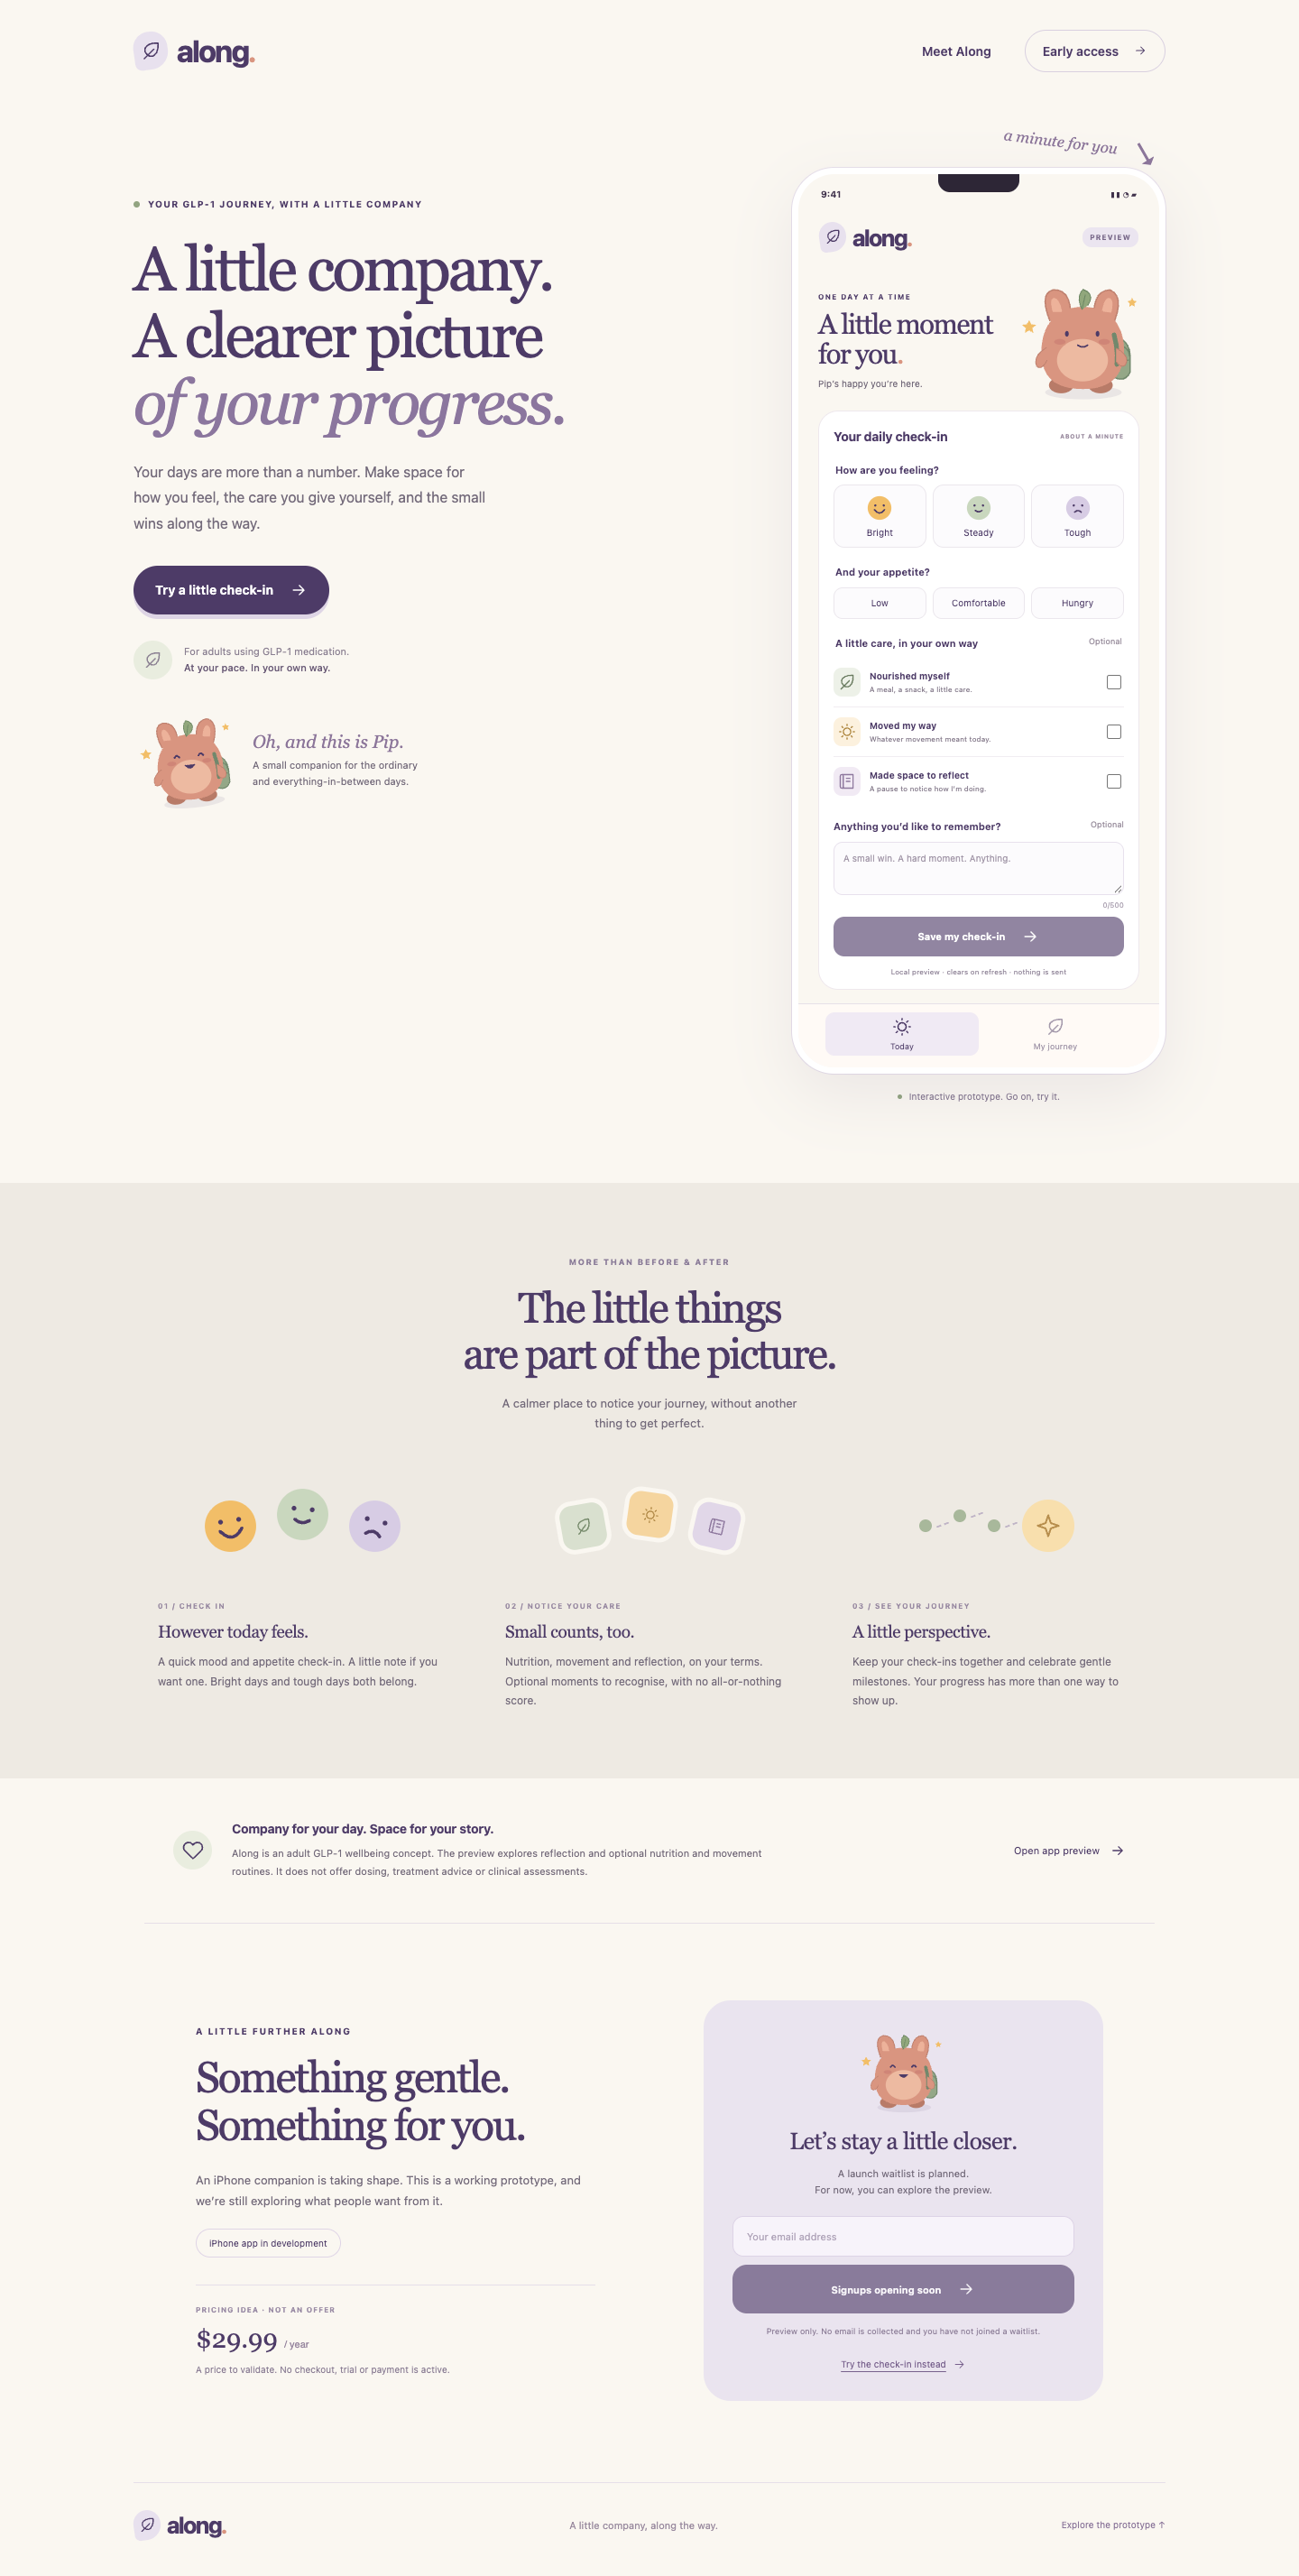 along.
Meet Along
Early access →
YOUR GLP-1 JOURNEY, WITH A LITTLE COMPANY
A little company.
A clearer picture
of your progress.
Your days are more than a number. Make space for
how you feel, the care you give yourself, and the small
wins along the way.
Try a little check-in →
For adults using GLP-1 medication.
At your pace. In your own way.
Oh, and this is Pip.
A small companion for the ordinary
and everything-in-between days.
a minute for you
9:41
along.
PREVIEW
ONE DAY AT A TIME
A little moment
for you.
Pip's happy you're here.
Your daily check-in
ABOUT A MINUTE
How are you feeling?
Bright
Steady
Tough
And your appetite?
Low
Comfortable
Hungry
A little care, in your own way
Optional
Nourished myself
A meal, a snack, a little care.
Moved my way
Whatever movement meant today.
Made space to reflect
A pause to notice how I'm doing.
Anything you'd like to remember?
Optional
A small win. A hard moment. Anything.
0/500
Save my check-in →
Local preview · clears on refresh · nothing is sent
Today
My journey
Interactive prototype. Go on, try it.
MORE THAN BEFORE & AFTER
The little things
are part of the picture.
A calmer place to notice your journey, without another
thing to get perfect.
01 / CHECK IN
However today feels.
A quick mood and appetite check-in. A little note if you
want one. Bright days and tough days both belong.
02 / NOTICE YOUR CARE
Small counts, too.
Nutrition, movement and reflection, on your terms.
Optional moments to recognise, with no all-or-nothing
score.
03 / SEE YOUR JOURNEY
A little perspective.
Keep your check-ins together and celebrate gentle
milestones. Your progress has more than one way to
show up.
Company for your day. Space for your story.
Along is an adult GLP-1 wellbeing concept. The preview explores reflection and optional nutrition and movement
routines. It does not offer dosing, treatment advice or clinical assessments.
Open app preview →
A LITTLE FURTHER ALONG
Something gentle.
Something for you.
An iPhone companion is taking shape. This is a working prototype, and
we're still exploring what people want from it.
iPhone app in development
PRICING IDEA · NOT AN OFFER
$29.99 / year
A price to validate. No checkout, trial or payment is active.
Let's stay a little closer.
A launch waitlist is planned.
For now, you can explore the preview.
Your email address
Signups opening soon →
Preview only. No email is collected and you have not joined a waitlist.
Try the check-in instead →
along.
A little company, along the way.
Explore the prototype ↑